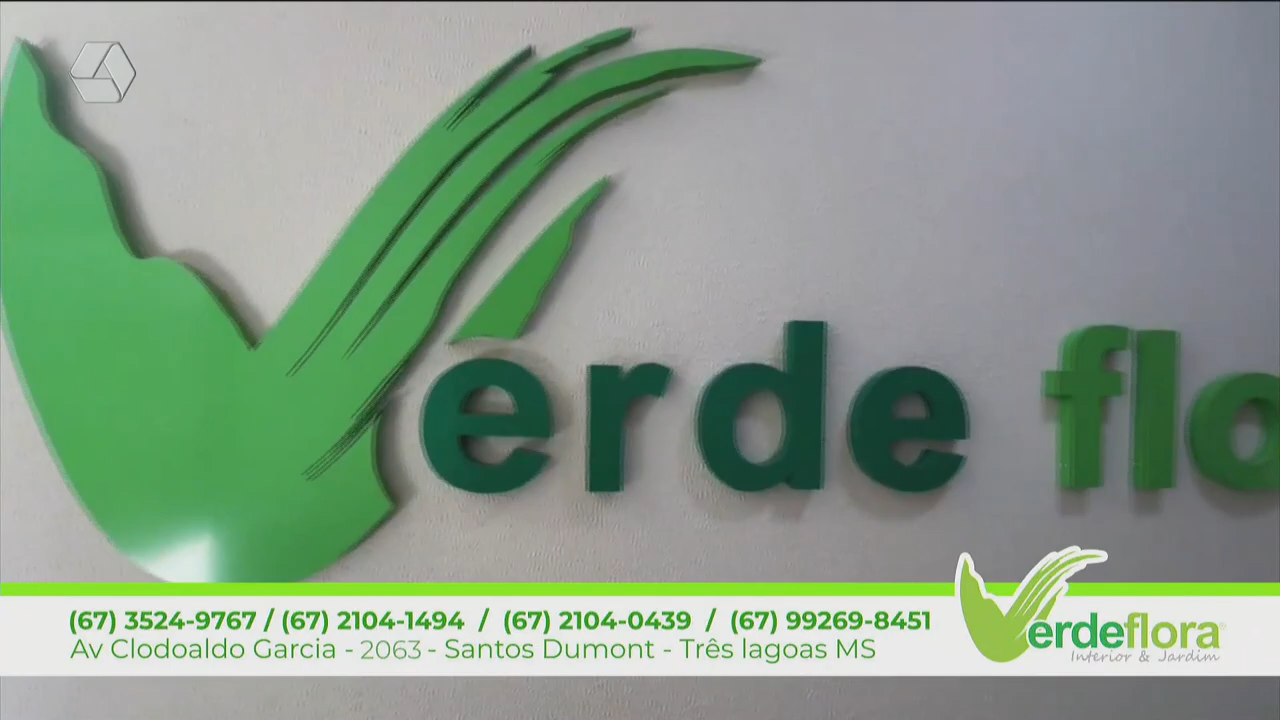 Verde flo
(67) 3524-9767 / (67) 2104-1494 / (67) 2104-0439 / (67) 99269-8451
Av Clodoaldo Garcia - 2063 - Santos Dumont - Três lagoas MS
Verdeflora
Interior & Jardim